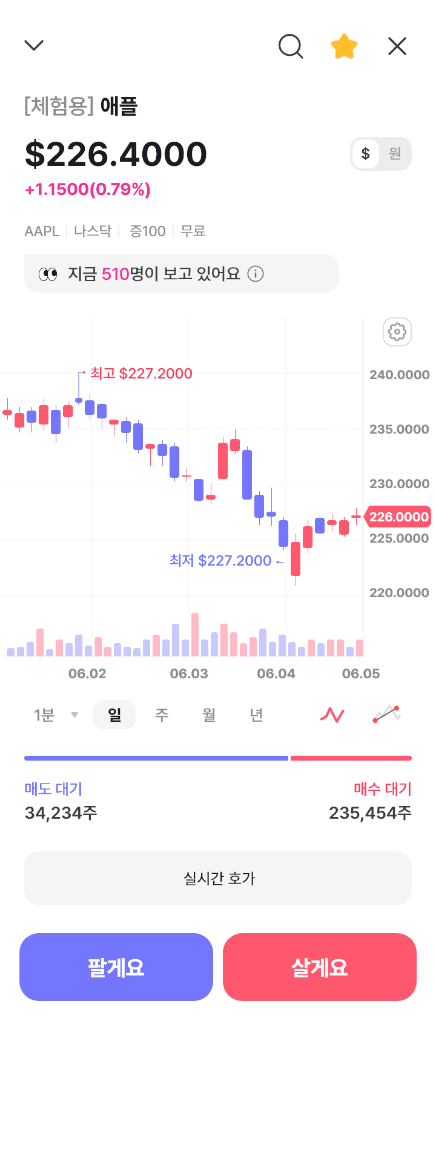 [체험용] 애플
$226.4000
$ 원
+1.1500(0.79%)
AAPL 나스닥 증100 무료
지금 510명이 보고 있어요
최고 $227.2000
240.0000
235.0000
230.0000
226.0000
225.0000
최저 $227.2000
220.0000
06.02 06.03 06.04 06.05
1분 일 주 월 년
매도 대기 매수 대기
34,234주 235,454주
실시간 호가
팔게요 살게요